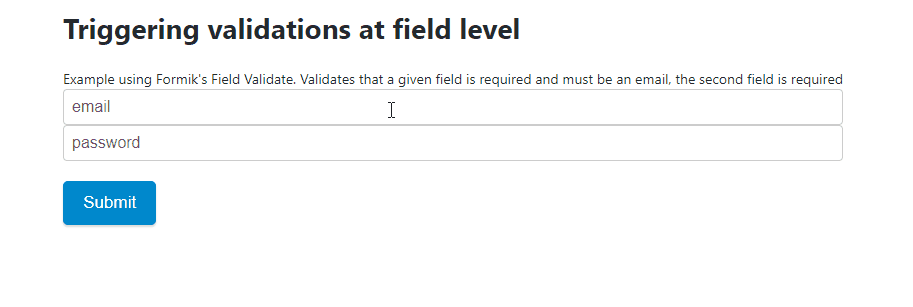 Triggering validations at field level
Example using Formik's Field Validate. Validates that a given field is required and must be an email, the second field is required
email
password
Submit